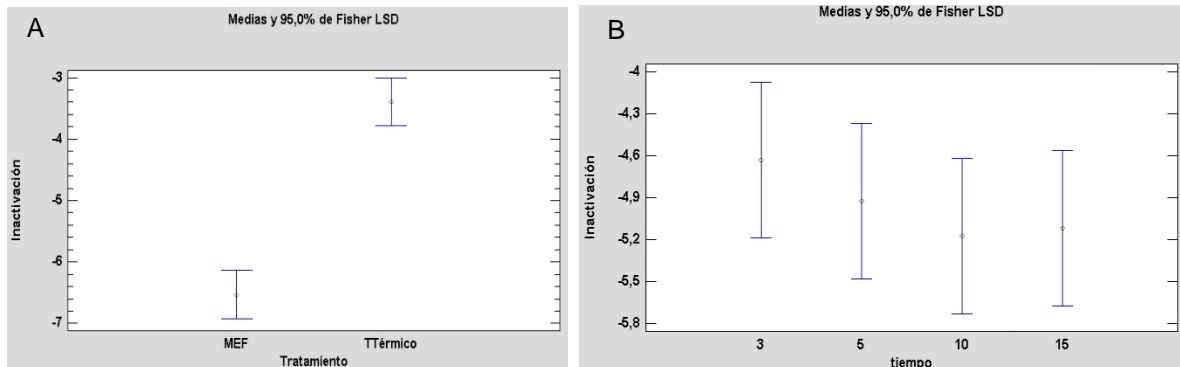 A
Medias y 95,0% de Fisher LSD
Inactivación
-3
-4
-5
-6
-7
MEF
TTérmico
Tratamiento
B
Medias y 95,0% de Fisher LSD
Inactivación
-4
-4,3
-4,6
-4,9
-5,2
-5,5
-5,8
3
5
10
15
tiempo